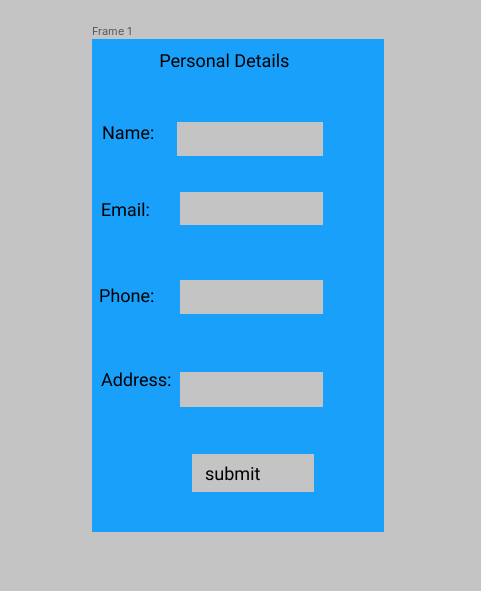 Frame 1
Personal Details
Name:
Email:
Phone:
Address:
submit